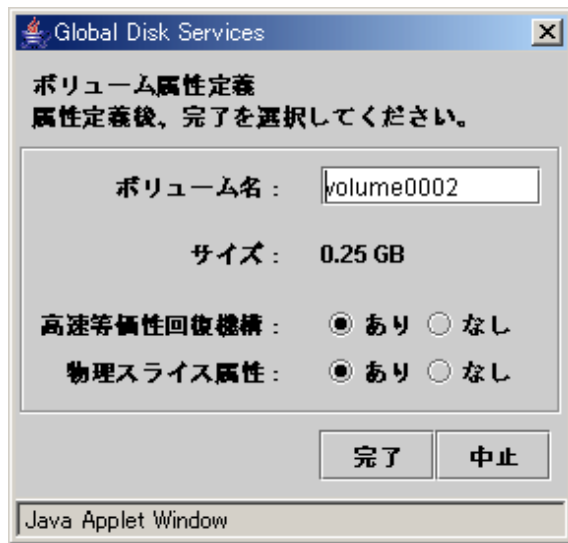 Global Disk Services
ボリューム属性定義
属性定義後，完了を選択してください。
ボリューム名： volume0002
サイズ： 0.25 GB
高速等価性回復機構： あり なし
物理スライス属性： あり なし
完了 中止
Java Applet Window